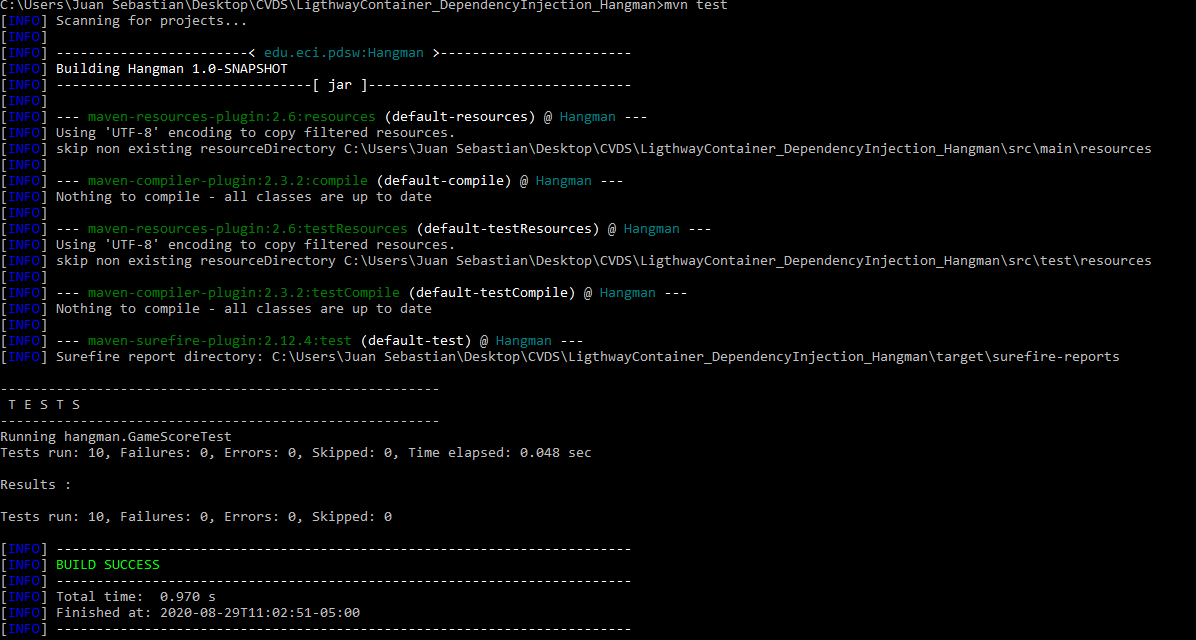 C:\Users\Juan Sebastian\Desktop\CVDS\LigthwayContainer_DependencyInjection_Hangman>mvn test
[INFO] Scanning for projects...
[INFO]
[INFO] ------------------------< edu.eci.pdsw:Hangman >------------------------
[INFO] Building Hangman 1.0-SNAPSHOT
[INFO] --------------------------------[ jar ]---------------------------------
[INFO]
[INFO] --- maven-resources-plugin:2.6:resources (default-resources) @ Hangman ---
[INFO] Using 'UTF-8' encoding to copy filtered resources.
[INFO] skip non existing resourceDirectory C:\Users\Juan Sebastian\Desktop\CVDS\LigthwayContainer_DependencyInjection_Hangman\src\main\resources
[INFO]
[INFO] --- maven-compiler-plugin:2.3.2:compile (default-compile) @ Hangman ---
[INFO] Nothing to compile - all classes are up to date
[INFO]
[INFO] --- maven-resources-plugin:2.6:testResources (default-testResources) @ Hangman ---
[INFO] Using 'UTF-8' encoding to copy filtered resources.
[INFO] skip non existing resourceDirectory C:\Users\Juan Sebastian\Desktop\CVDS\LigthwayContainer_DependencyInjection_Hangman\src\test\resources
[INFO]
[INFO] --- maven-compiler-plugin:2.3.2:testCompile (default-testCompile) @ Hangman ---
[INFO] Nothing to compile - all classes are up to date
[INFO]
[INFO] --- maven-surefire-plugin:2.12.4:test (default-test) @ Hangman ---
[INFO] Surefire report directory: C:\Users\Juan Sebastian\Desktop\CVDS\LigthwayContainer_DependencyInjection_Hangman\target\surefire-reports
-------------------------------------------------------
T E S T S
-------------------------------------------------------
Running hangman.GameScoreTest
Tests run: 10, Failures: 0, Errors: 0, Skipped: 0, Time elapsed: 0.048 sec
Results :
Tests run: 10, Failures: 0, Errors: 0, Skipped: 0
[INFO] ------------------------------------------------------------------------
[INFO] BUILD SUCCESS
[INFO] ------------------------------------------------------------------------
[INFO] Total time:  0.970 s
[INFO] Finished at: 2020-08-29T11:02:51-05:00
[INFO] ------------------------------------------------------------------------